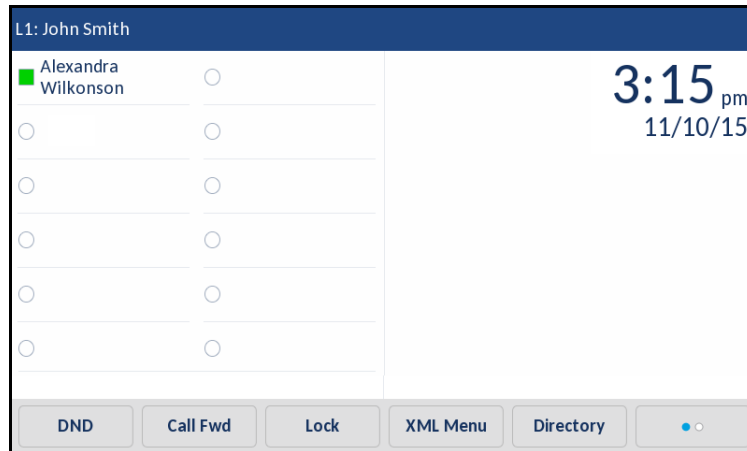 L1: John Smith
Alexandra
Wilkonson
3:15 pm
11/10/15
DND
Call Fwd
Lock
XML Menu
Directory